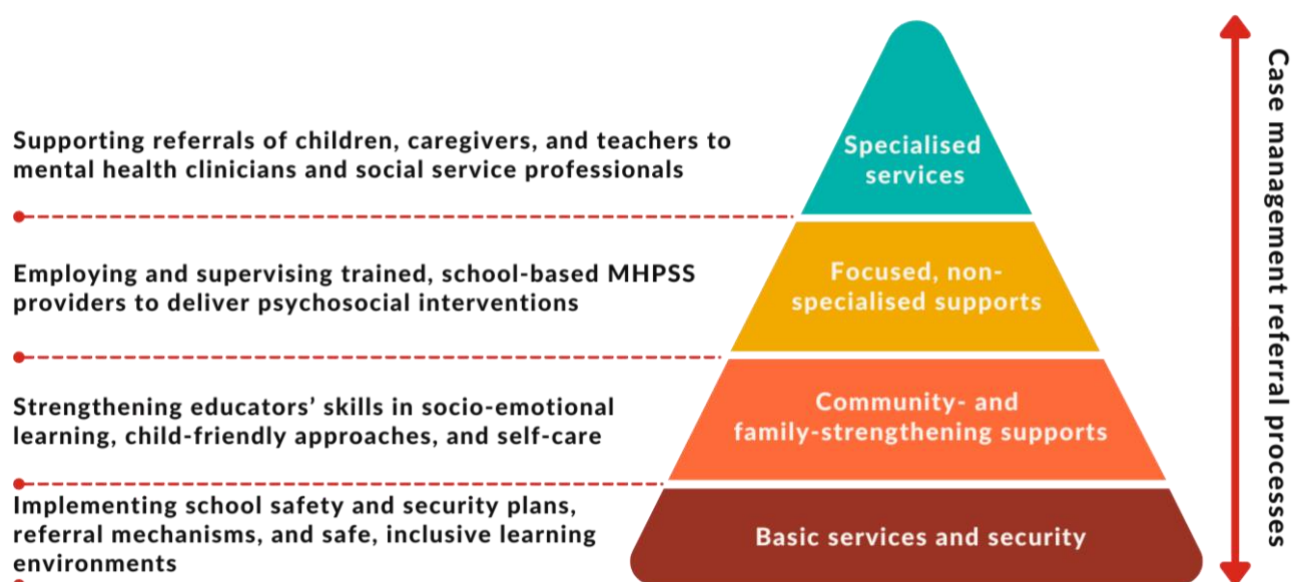 Supporting referrals of children, caregivers, and teachers to
mental health clinicians and social service professionals
Specialised
services
Employing and supervising trained, school-based MHPSS
providers to deliver psychosocial interventions
Focused, non-
specialised supports
Strengthening educators’ skills in socio-emotional
learning, child-friendly approaches, and self-care
Community- and
family-strengthening supports
Implementing school safety and security plans,
referral mechanisms, and safe, inclusive learning
environments
Basic services and security
Case management referral processes